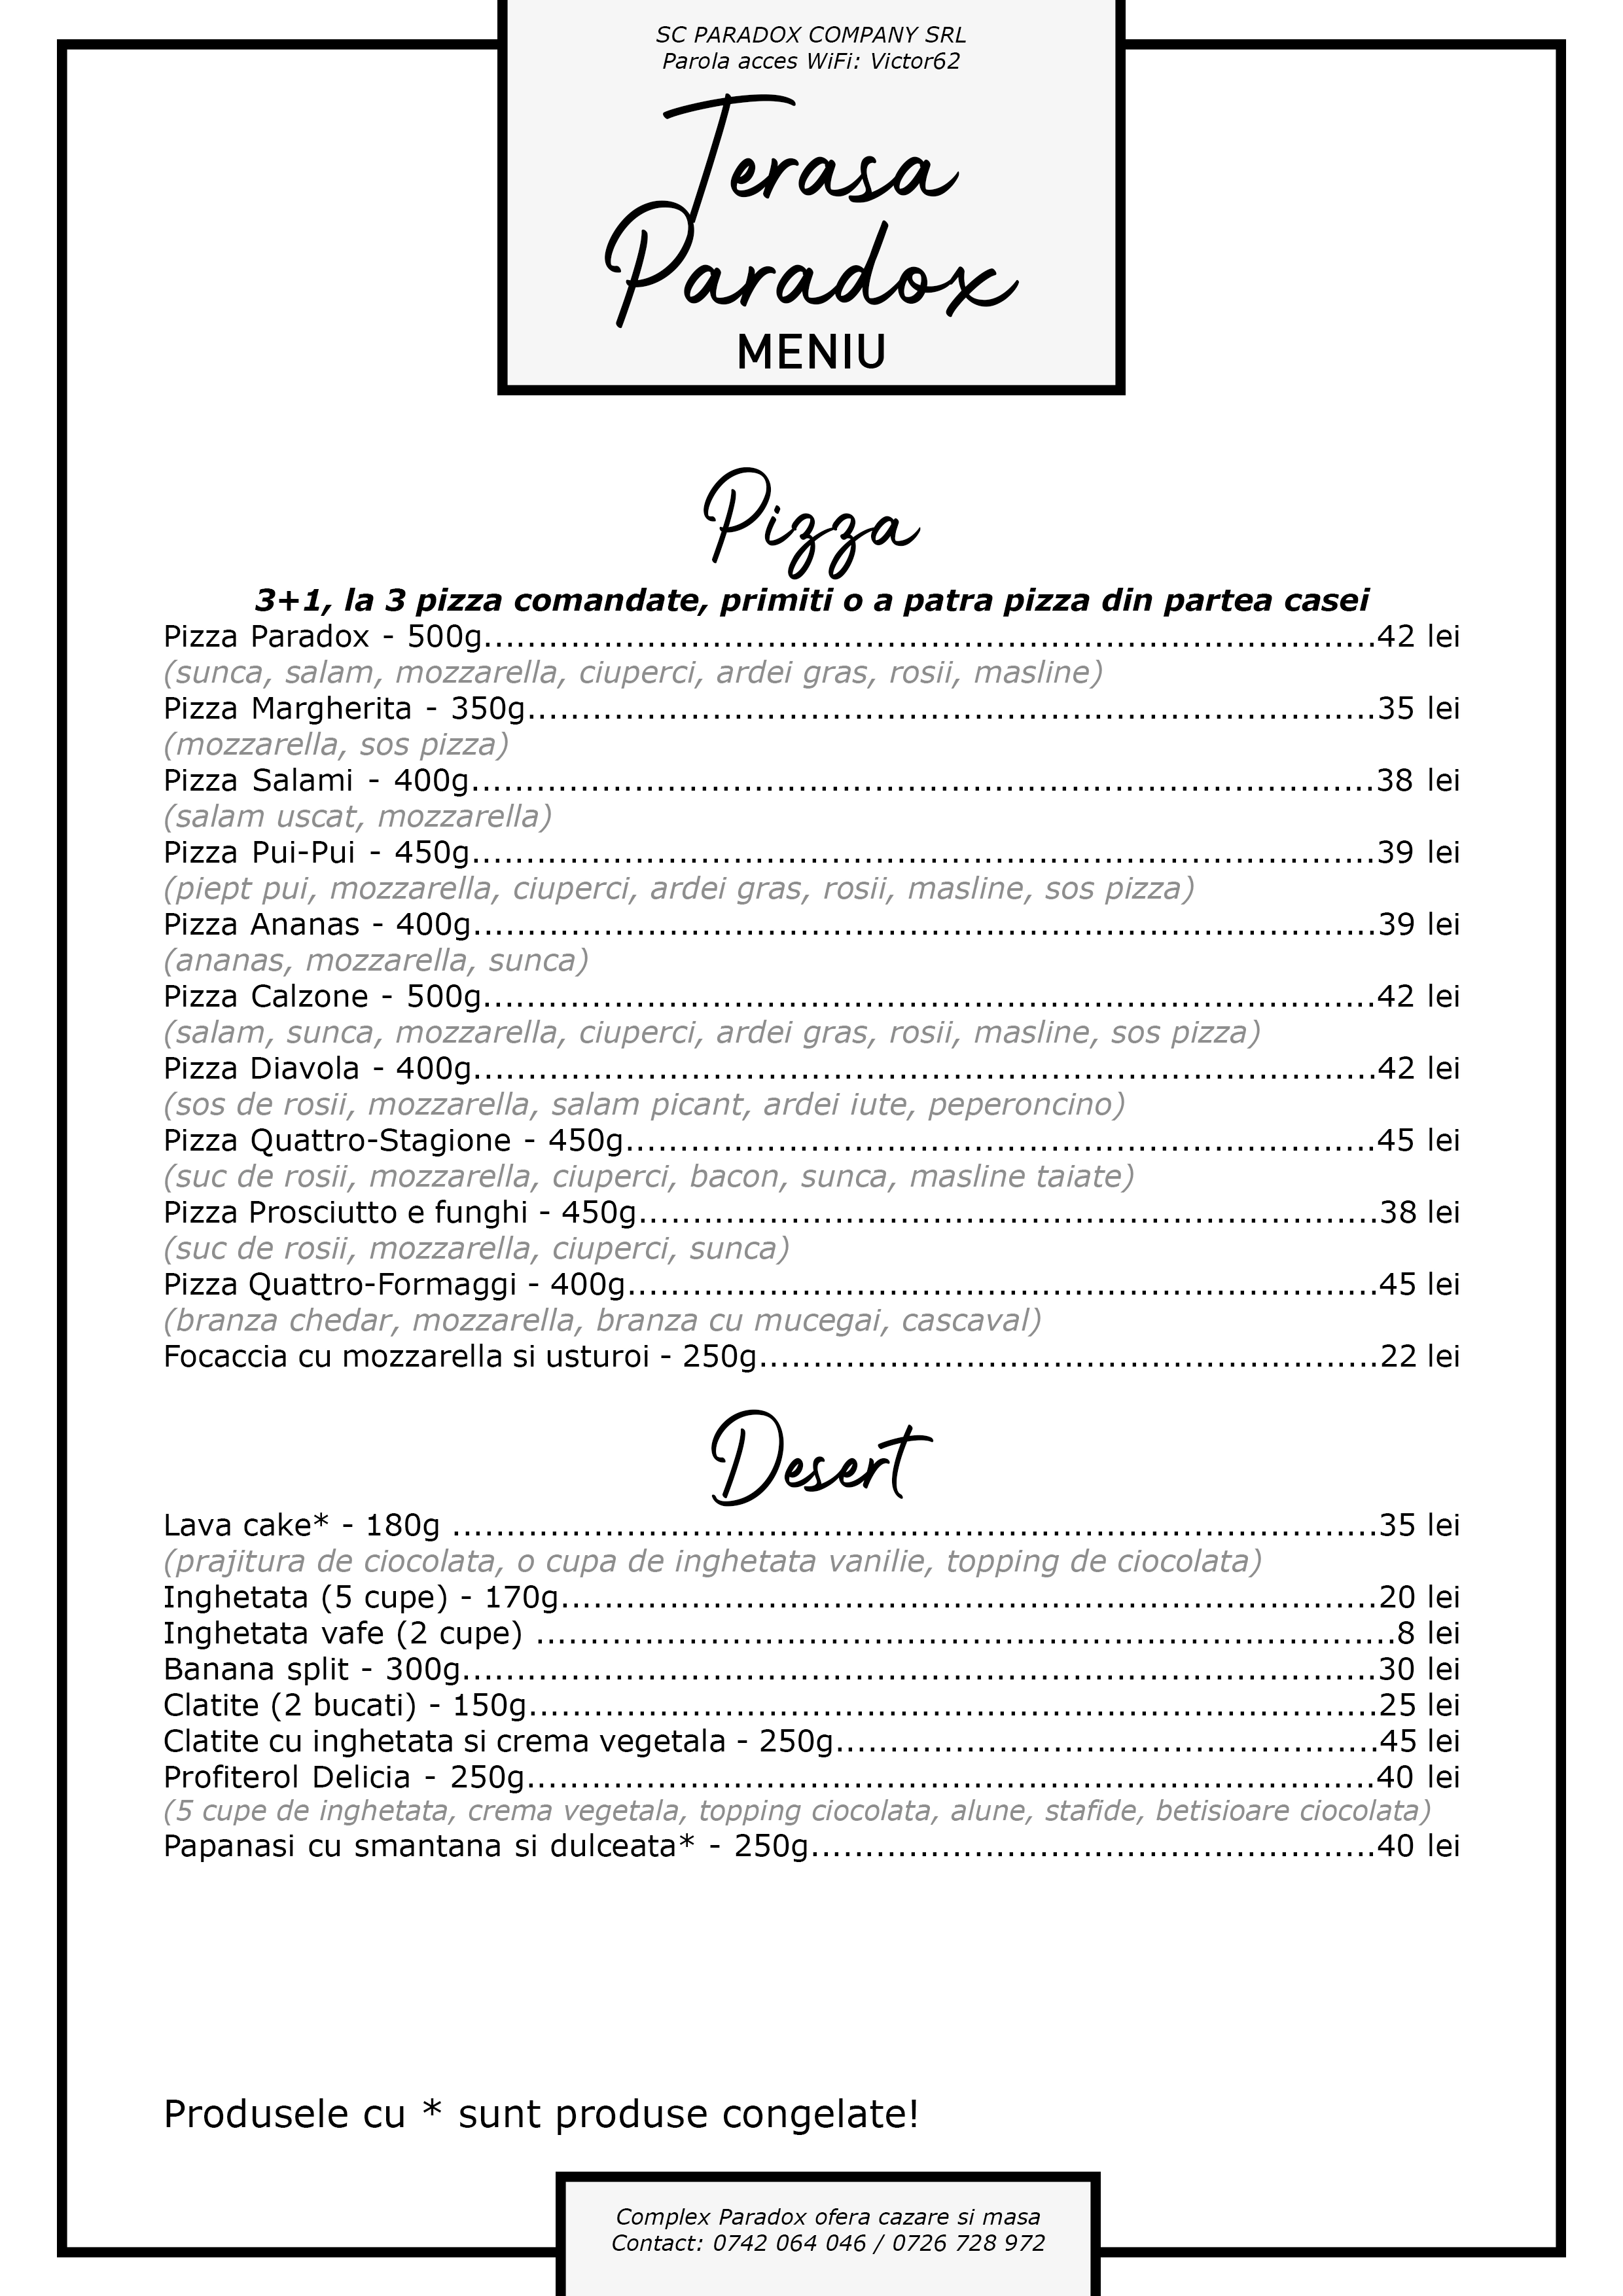 SC PARADOX COMPANY SRL
Parola acces WiFi: Victor62
Terasa
Paradox
MENIU
Pizza
3+1, la 3 pizza comandate, primiti o a patra pizza din partea casei
Pizza Paradox - 500g..........42 lei
(sunca, salam, mozzarella, ciuperci, ardei gras, rosii, masline)
Pizza Margherita - 350g..........35 lei
(mozzarella, sos pizza)
Pizza Salami - 400g..........38 lei
(salam uscat, mozzarella)
Pizza Pui-Pui - 450g..........39 lei
(piept pui, mozzarella, ciuperci, ardei gras, rosii, masline, sos pizza)
Pizza Ananas - 400g..........39 lei
(ananas, mozzarella, sunca)
Pizza Calzone - 500g..........42 lei
(salam, sunca, mozzarella, ciuperci, ardei gras, rosii, masline, sos pizza)
Pizza Diavola - 400g..........42 lei
(sos de rosii, mozzarella, salam picant, ardei iute, peperoncino)
Pizza Quattro-Stagione - 450g..........45 lei
(suc de rosii, mozzarella, ciuperci, bacon, sunca, masline taiate)
Pizza Prosciutto e funghi - 450g..........38 lei
(suc de rosii, mozzarella, ciuperci, sunca)
Pizza Quattro-Formaggi - 400g..........45 lei
(branza chedar, mozzarella, branza cu mucegai, cascaval)
Focaccia cu mozzarella si usturoi - 250g..........22 lei
Desert
Lava cake* - 180g ..........35 lei
(prajitura de ciocolata, o cupa de inghetata vanilie, topping de ciocolata)
Inghetata (5 cupe) - 170g..........20 lei
Inghetata vafe (2 cupe) ..........8 lei
Banana split - 300g..........30 lei
Clatite (2 bucati) - 150g..........25 lei
Clatite cu inghetata si crema vegetala - 250g..........45 lei
Profiterol Delicia - 250g..........40 lei
(5 cupe de inghetata, crema vegetala, topping ciocolata, alune, stafide, betisioare ciocolata)
Papanasi cu smantana si dulceata* - 250g..........40 lei
Produsele cu * sunt produse congelate!
Complex Paradox ofera cazare si masa
Contact: 0742 064 046 / 0726 728 972